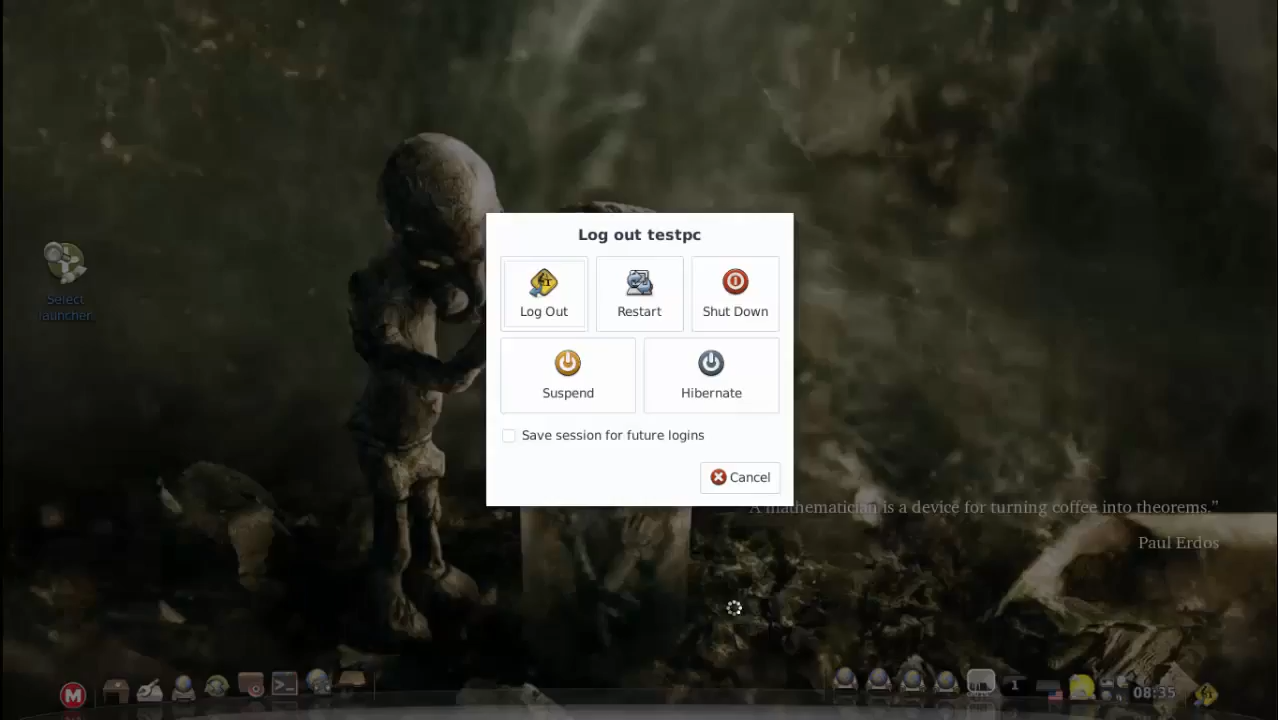 Log out testpc
Log Out
Restart
Shut Down
Suspend
Hibernate
Save session for future logins
Cancel
Select
launcher.
A mathematician is a device for turning coffee into theorems."
Paul Erdos
M
08:35